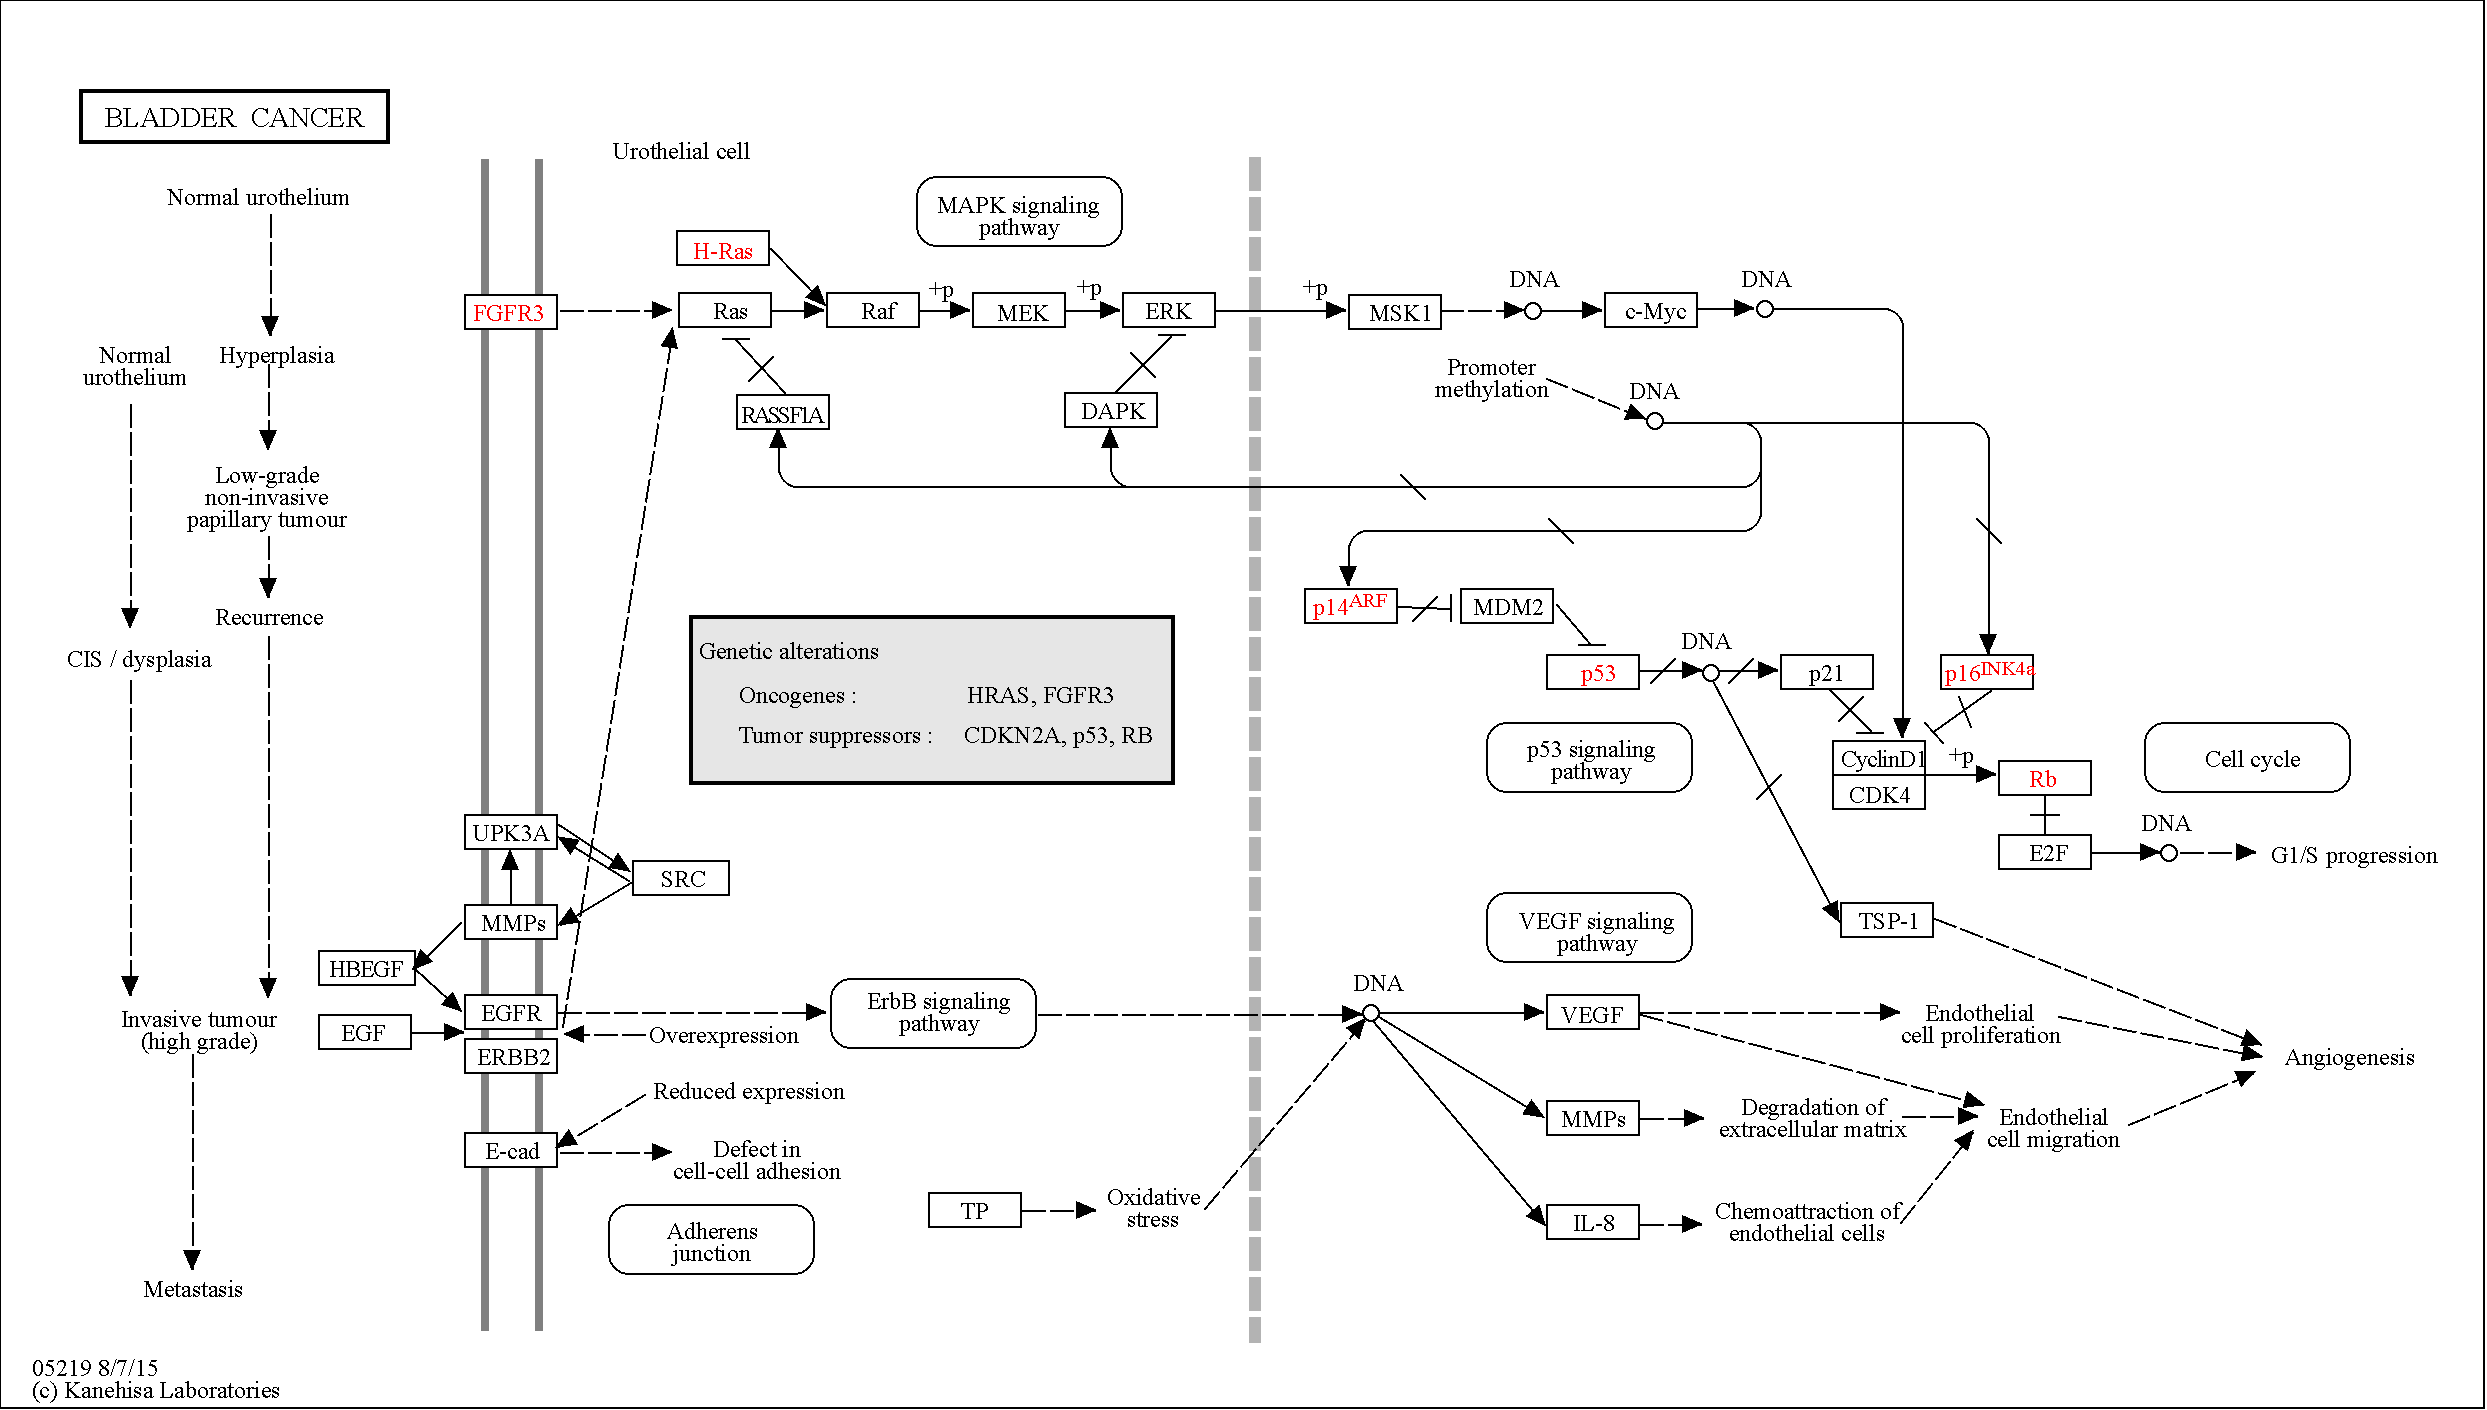 BLADDER CANCER
Urothelial cell
Normal urothelium
MAPK signaling
pathway
H-Ras
FGFR3
Ras
Raf
+p
MEK
+p
ERK
+p
MSK1
DNA
c-Myc
DNA
Normal
urothelium
Hyperplasia
Promoter
methylation
DNA
RASSF1A
DAPK
Low-grade
non-invasive
papillary tumour
Recurrence
CIS / dysplasia
p14ARF
MDM2
p53
DNA
p21
p16INK4a
Genetic alterations
Oncogenes : HRAS, FGFR3
Tumor suppressors : CDKN2A, p53, RB
p53 signaling
pathway
CyclinD1
CDK4
+p
Rb
Cell cycle
E2F
DNA
G1/S progression
UPK3A
SRC
MMPs
HBEGF
EGFR
EGF
ERBB2
Overexpression
ErbB signaling
pathway
VEGF signaling
pathway
TSP-1
DNA
VEGF
Endothelial
cell proliferation
Angiogenesis
Invasive tumour
(high grade)
Reduced expression
E-cad
Defect in
cell-cell adhesion
MMPs
Degradation of
extracellular matrix
Endothelial
cell migration
TP
Oxidative
stress
IL-8
Chemoattraction of
endothelial cells
Adherens
junction
Metastasis
05219 8/7/15
(c) Kanehisa Laboratories